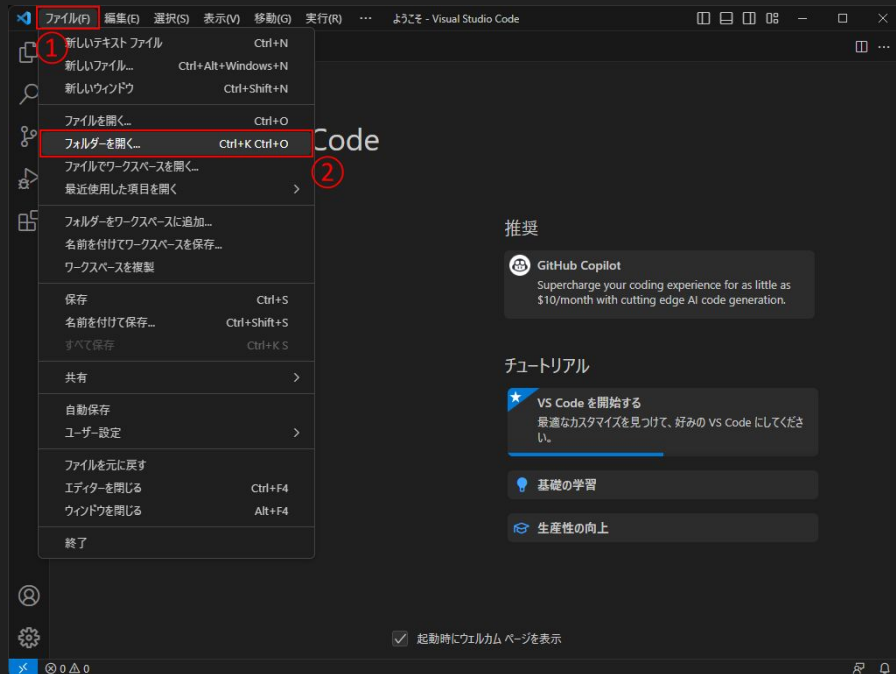 ファイル(F) 編集(E) 選択(S) 表示(V) 移動(G) 実行(R) … ようこそ - Visual Studio Code
①
新しいテキスト ファイル Ctrl+N
新しいファイル... Ctrl+Alt+Windows+N
新しいウィンドウ Ctrl+Shift+N
ファイルを開く... Ctrl+O
フォルダーを開く... Ctrl+K Ctrl+O
②
ファイルでワークスペースを開く...
最近使用した項目を開く
フォルダーをワークスペースに追加...
名前を付けてワークスペースを保存...
ワークスペースを複製
保存 Ctrl+S
名前を付けて保存... Ctrl+Shift+S
すべて保存 Ctrl+K S
共有
自動保存
ユーザー設定
ファイルを元に戻す
エディターを閉じる Ctrl+F4
ウィンドウを閉じる Alt+F4
終了
Code
推奨
GitHub Copilot
Supercharge your coding experience for as little as
$10/month with cutting edge AI code generation.
チュートリアル
VS Code を開始する
最適なカスタマイズを見つけて、好みの VS Code にしてくださ
い。
基礎の学習
生産性の向上
起動時にウェルカム ページを表示
0 0